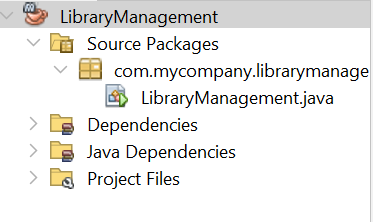 LibraryManagement
Source Packages
com.mycompany.librarymanage
LibraryManagement.java
Dependencies
Java Dependencies
Project Files